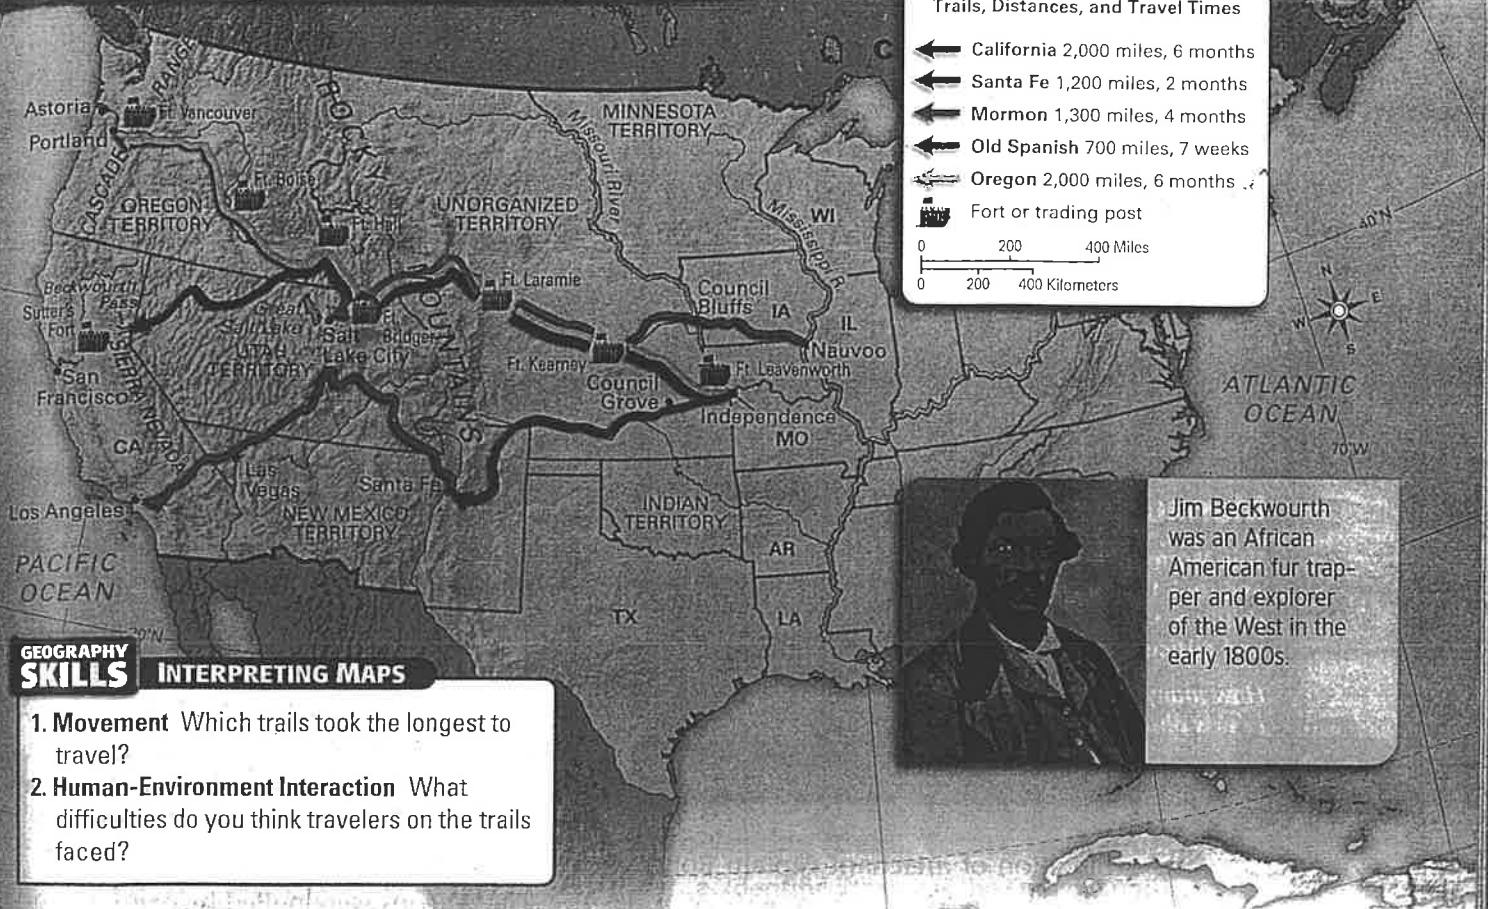 Trails, Distances, and Travel Times
California 2,000 miles, 6 months
Santa Fe 1,200 miles, 2 months
Mormon 1,300 miles, 4 months
Old Spanish 700 miles, 7 weeks
Oregon 2,000 miles, 6 months
Fort or trading post
0 200 400 Miles
0 200 400 Kilometers
N
E
W
S
40°N
70°W
30°N
ATLANTIC
OCEAN
PACIFIC
OCEAN
Astoria
Portland
Ft. Vancouver
CASCADE RANGE
ROCKY
MOUNTAINS
OREGON
TERRITORY
Ft. Boise
Ft. Hall
UNORGANIZED
TERRITORY
MINNESOTA
TERRITORY
Missouri River
Mississippi R.
WI
Beckwourth
Pass
Sutter's
Fort
San
Francisco
SIERRA NEVADA
CA
Great
Salt Lake
Salt
Lake City
UTAH
TERRITORY
Ft.
Bridger
Ft. Laramie
Ft. Kearney
Council
Bluffs
IA
IL
Nauvoo
Ft. Leavenworth
Council
Grove
Independence
MO
Las
Vegas
Los Angeles
Santa Fe
NEW MEXICO
TERRITORY
INDIAN
TERRITORY
AR
TX
LA
Jim Beckwourth
was an African
American fur trap-
per and explorer
of the West in the
early 1800s.
GEOGRAPHY
SKILLS
INTERPRETING MAPS
1. Movement Which trails took the longest to
travel?
2. Human-Environment Interaction What
difficulties do you think travelers on the trails
faced?